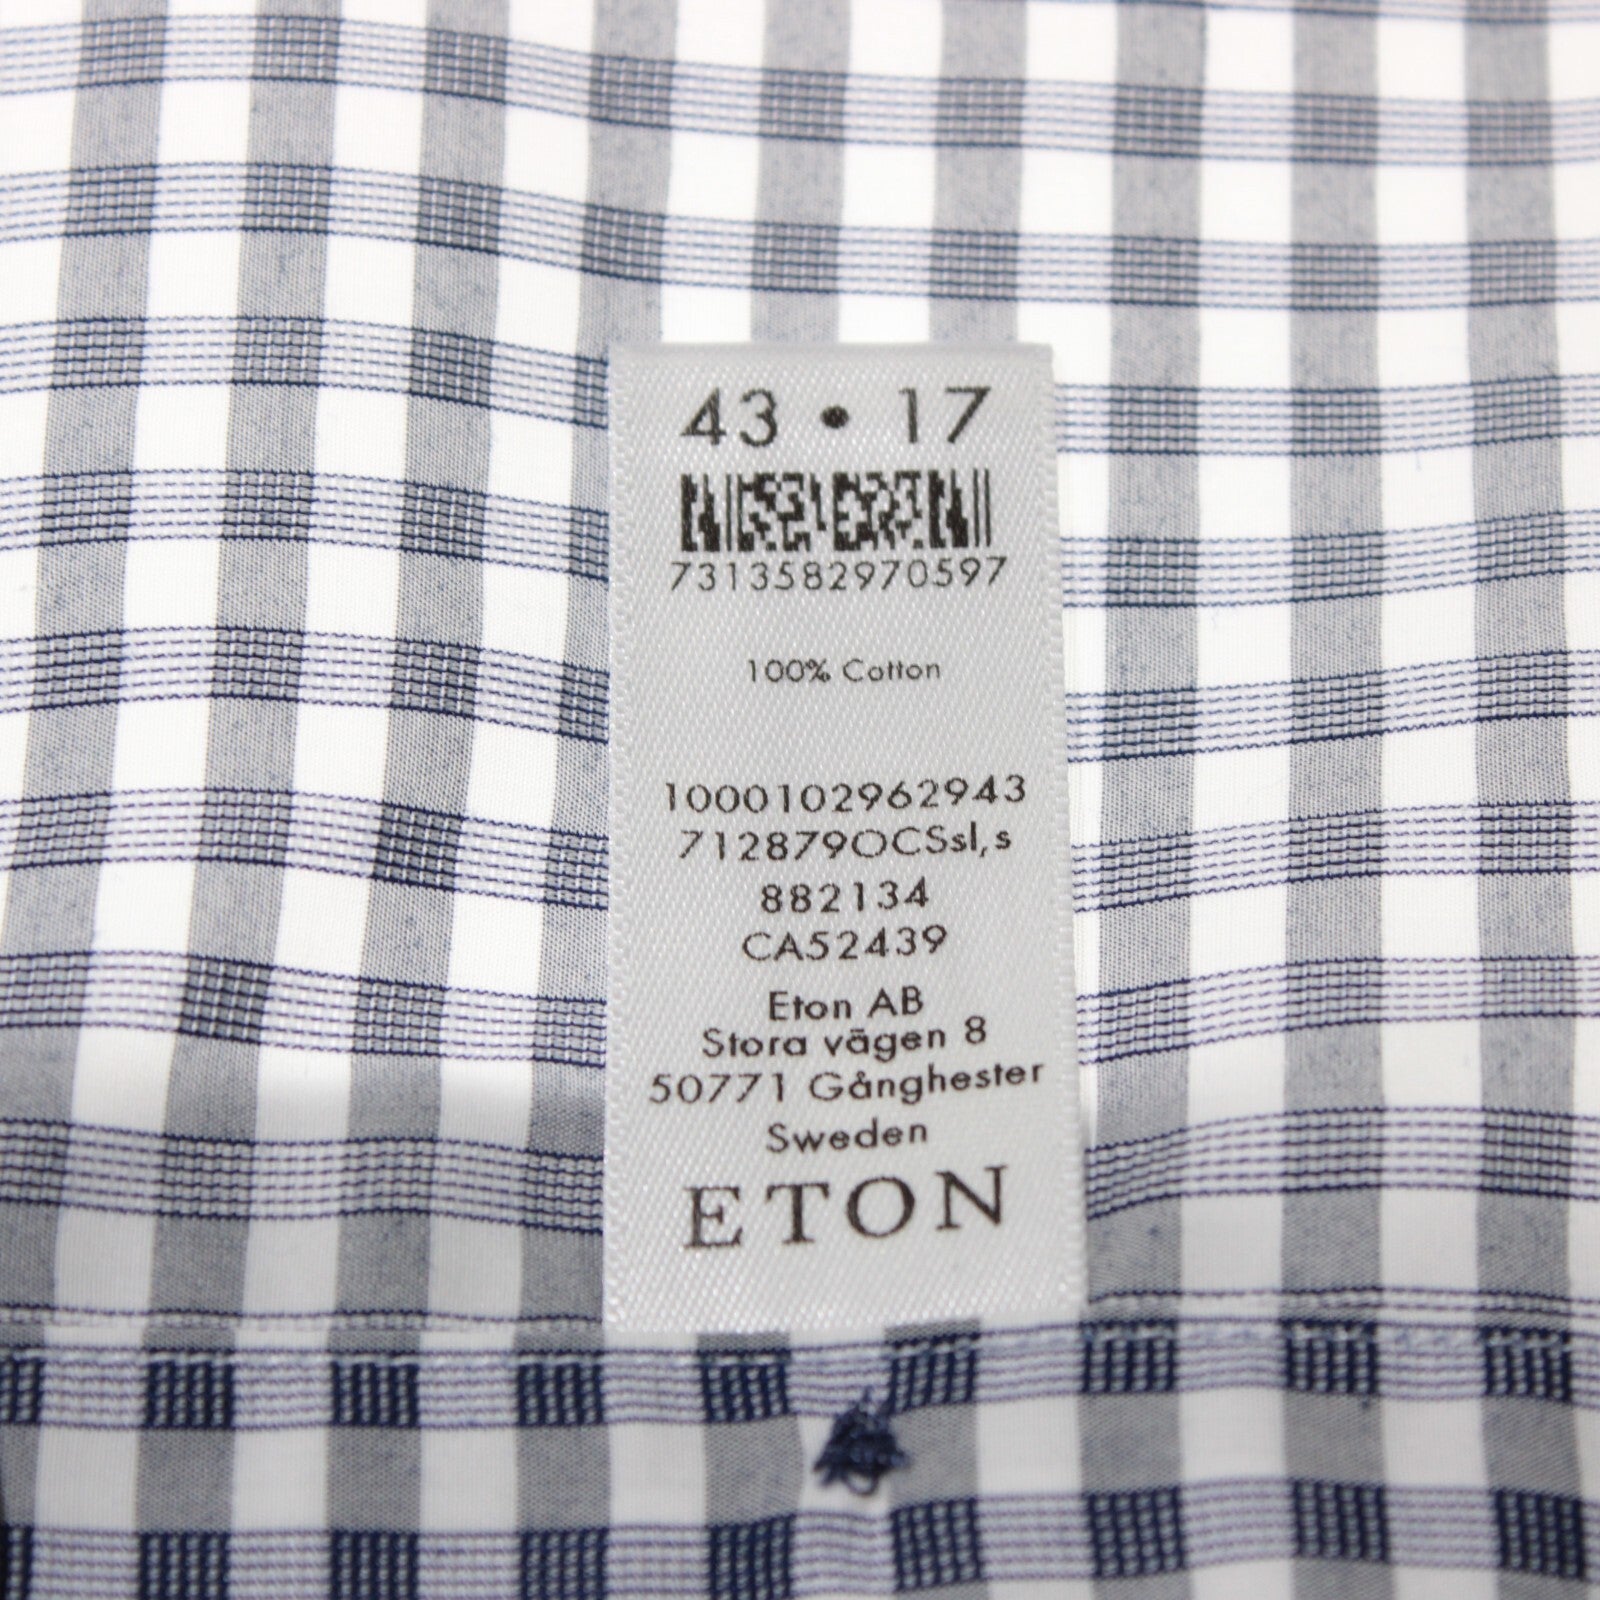 43 • 17
7313582970597
100% Cotton
1000102962943
712879OCSsl,s
882134
CA52439
Eton AB
Stora vägen 8
50771 Gånghester
Sweden
ETON